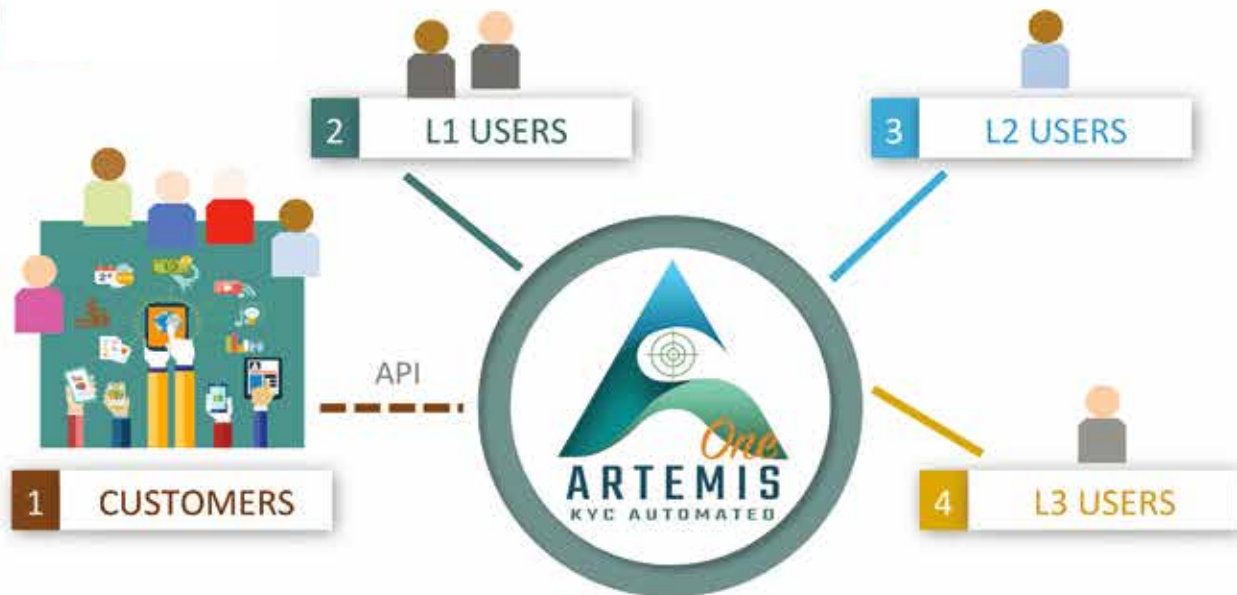 2 L1 USERS
3 L2 USERS
API
1 CUSTOMERS
One
ARTEMIS
KYC AUTOMATED
4 L3 USERS